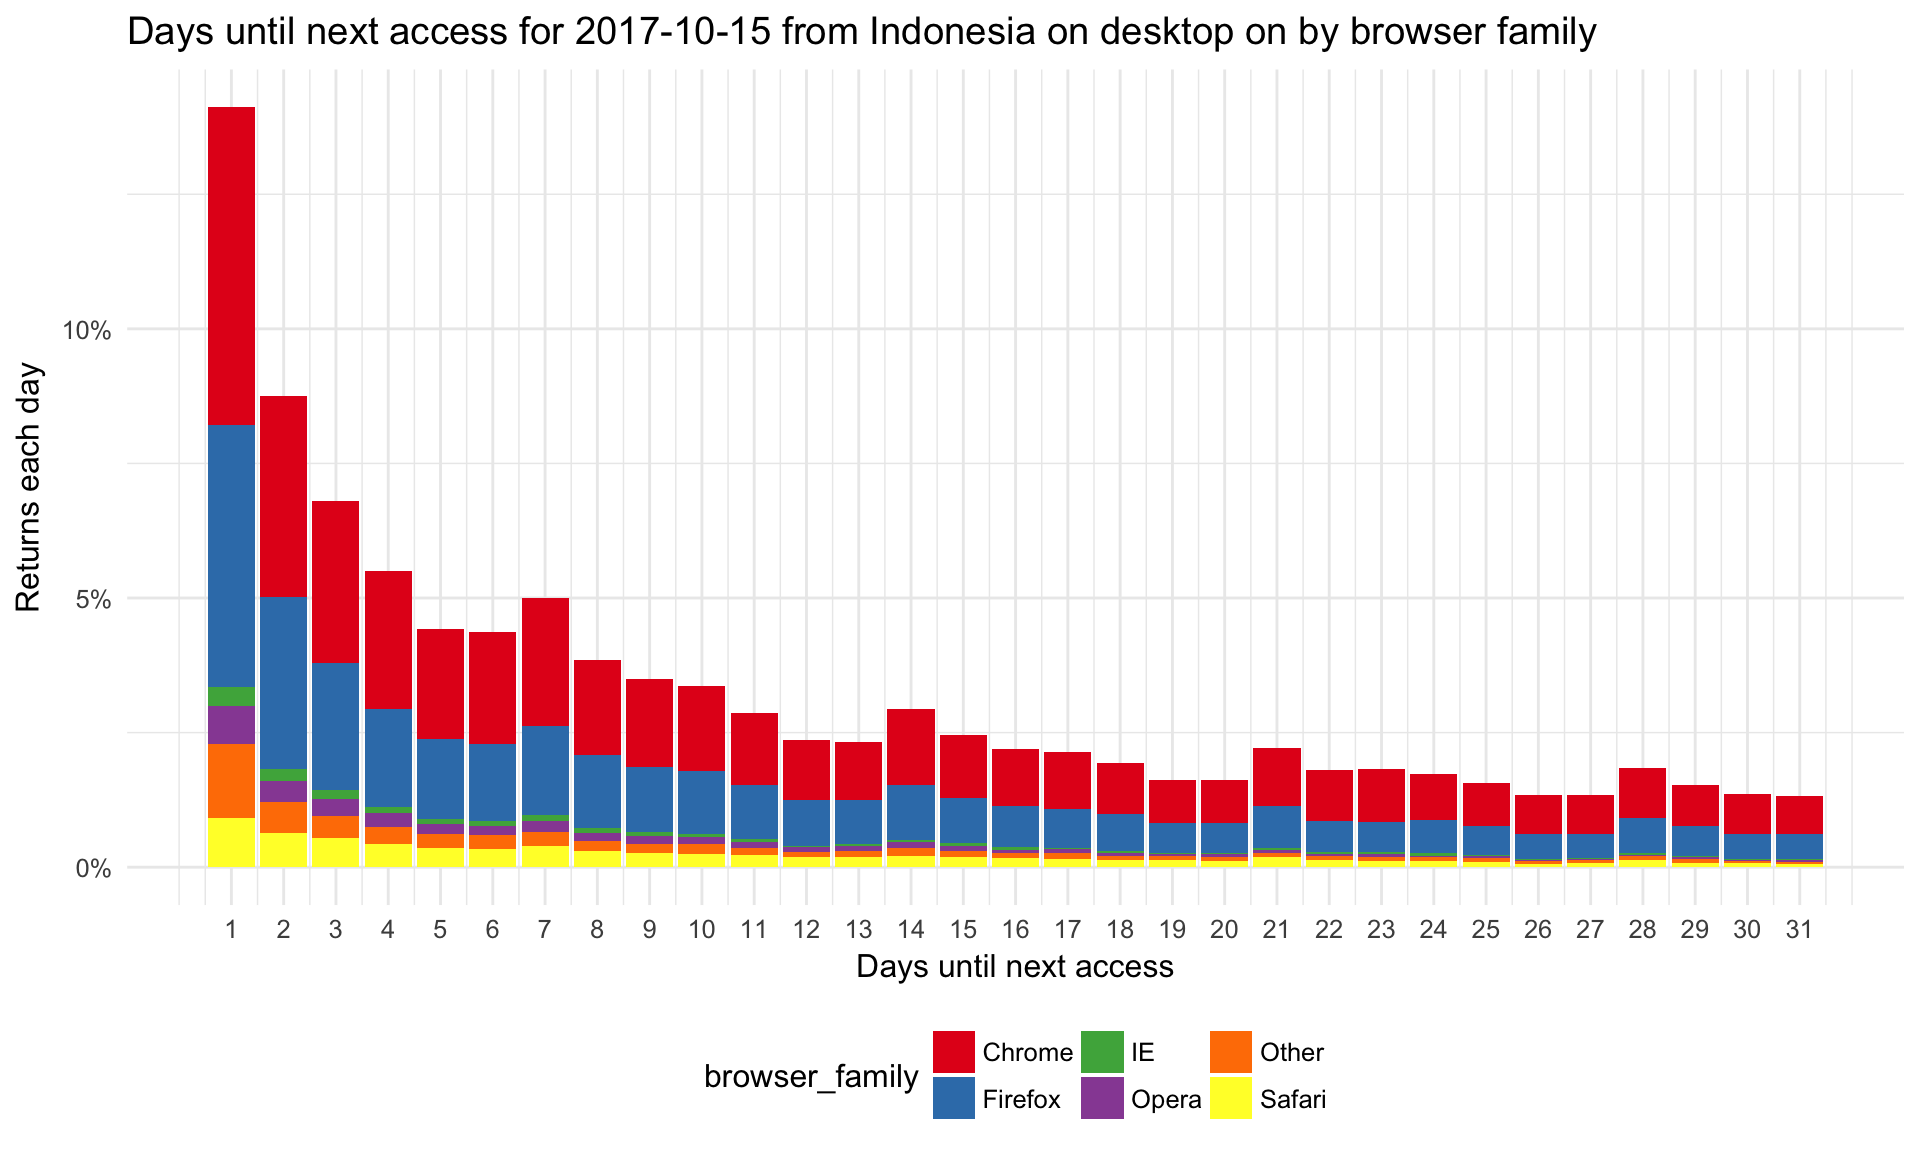 Days until next access for 2017-10-15 from Indonesia on desktop on by browser family
Returns each day
10%
5%
0%
1 2 3 4 5 6 7 8 9 10 11 12 13 14 15 16 17 18 19 20 21 22 23 24 25 26 27 28 29 30 31
Days until next access
browser_family
Chrome IE Other
Firefox Opera Safari